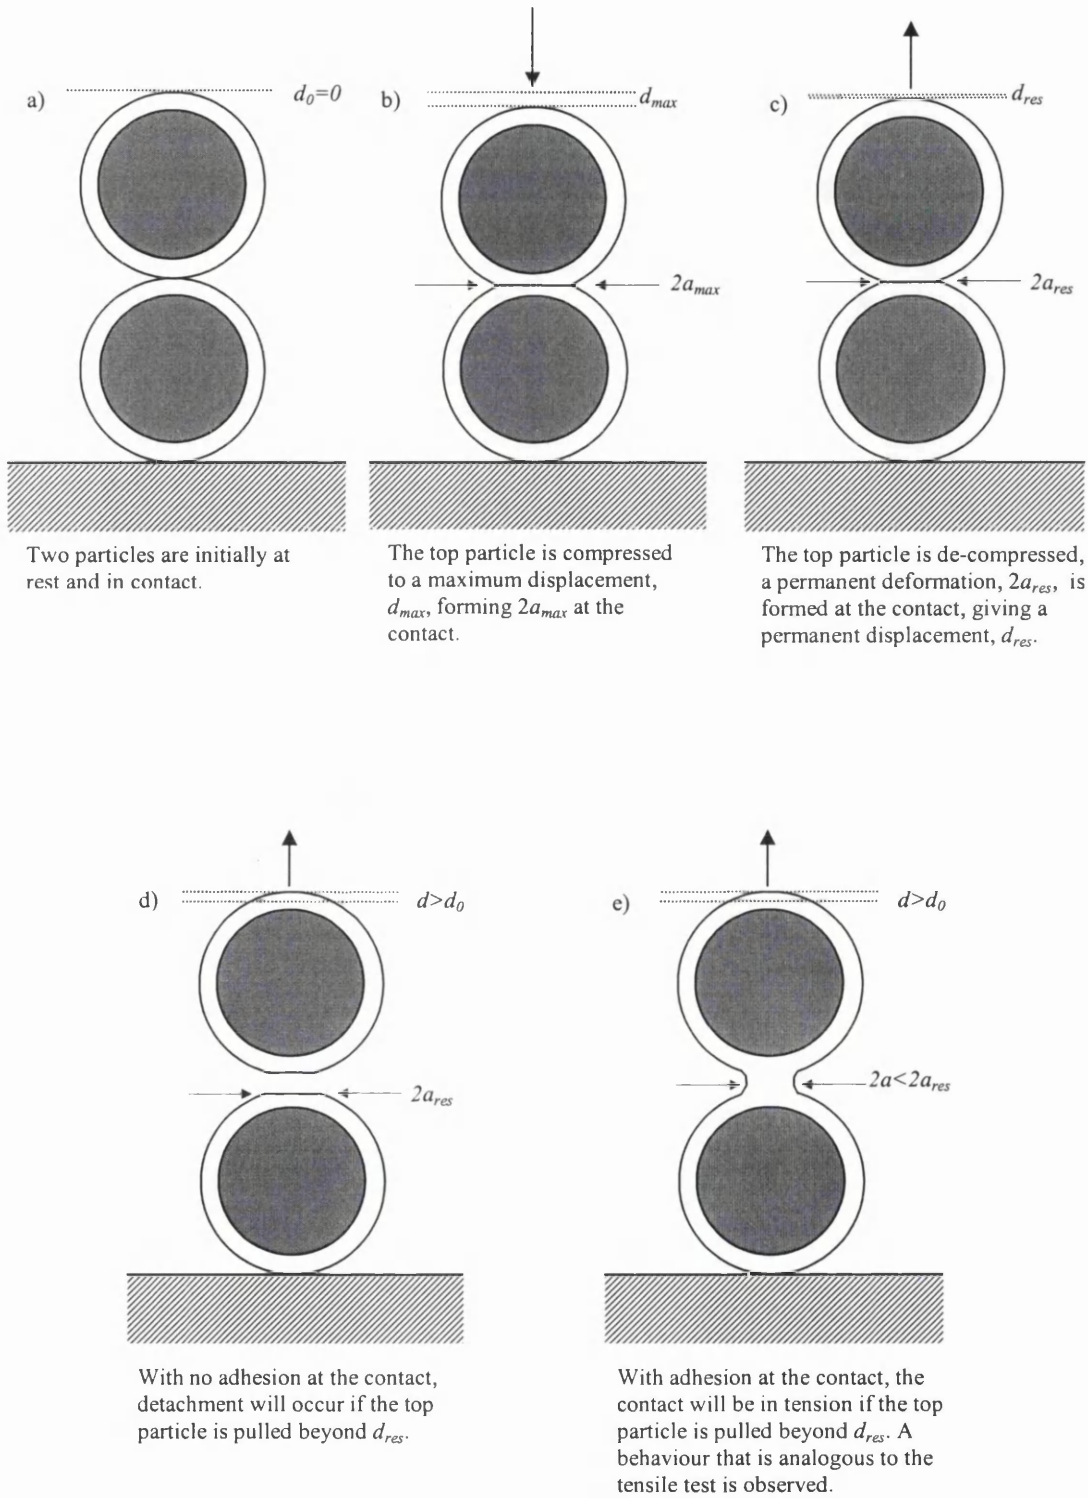 a)
d0=0
b)
dmax
c)
dres
2amax
2ares
Two particles are initially at
rest and in contact.
The top particle is compressed
to a maximum displacement,
dmax, forming 2amax at the
contact.
The top particle is de-compressed,
a permanent deformation, 2ares, is
formed at the contact, giving a
permanent displacement, dres.
d)
d>d0
e)
d>d0
2ares
2a<2ares
With no adhesion at the contact,
detachment will occur if the top
particle is pulled beyond dres.
With adhesion at the contact, the
contact will be in tension if the top
particle is pulled beyond dres. A
behaviour that is analogous to the
tensile test is observed.